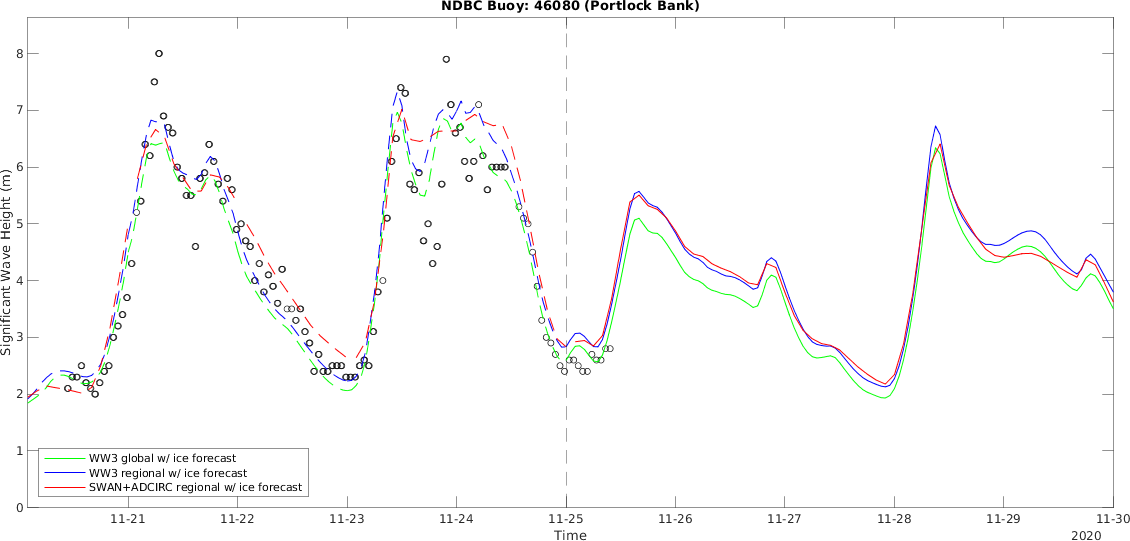 NDBC Buoy: 46080 (Portlock Bank)
Significant Wave Height (m)
8
7
6
5
4
3
2
1
0
WW3 global w/ ice forecast
WW3 regional w/ ice forecast
SWAN+ADCIRC regional w/ ice forecast
11-21 11-22 11-23 11-24 11-25 11-26 11-27 11-28 11-29 11-30
Time
2020